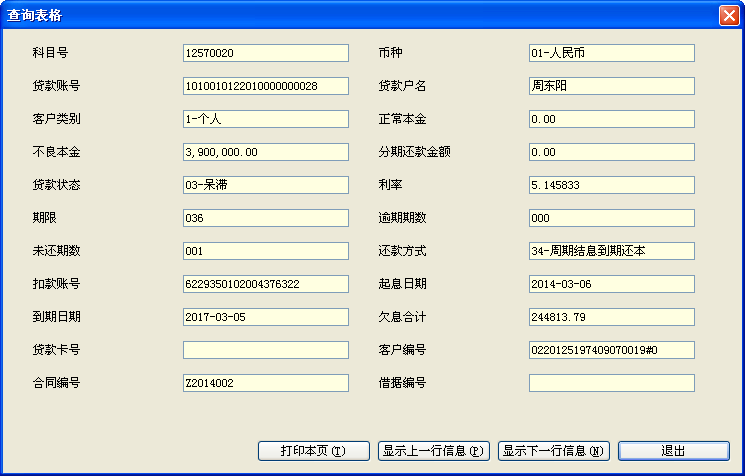 查询表格
科目号 12570020 币种 01-人民币
贷款账号 1010010122010000000028 贷款户名 周东阳
客户类别 1-个人 正常本金 0.00
不良本金 3,900,000.00 分期还款金额 0.00
贷款状态 03-呆滞 利率 5.145833
期限 036 逾期期数 000
未还期数 001 还款方式 34-周期结息到期还本
扣款账号 6229350102004376322 起息日期 2014-03-06
到期日期 2017-03-05 欠息合计 244813.79
贷款卡号 客户编号 0220125197409070019#0
合同编号 Z2014002 借据编号
打印本页(T) 显示上一行信息(P) 显示下一行信息(N) 退出